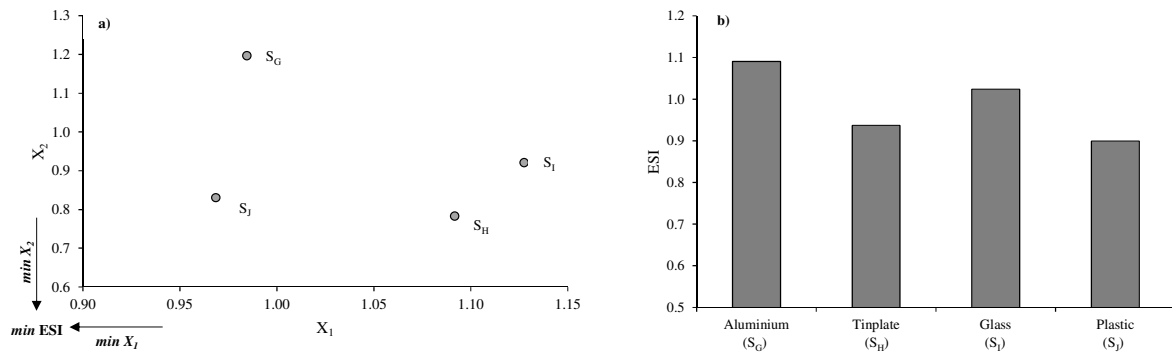 a)
1.3
1.2
1.1
1.0
0.9
0.8
0.7
0.6
X2
SG
SI
SJ
SH
0.90
0.95
1.00
1.05
1.10
1.15
X1
min X2
min ESI
min X1
b)
1.3
1.2
1.1
1.0
0.9
0.8
0.7
0.6
0.5
ESI
Aluminium
(SG)
Tinplate
(SH)
Glass
(SI)
Plastic
(SJ)